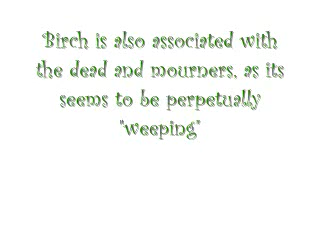 Birch is also associated with
the dead and mourners, as its
seems to be perpetually
"weeping"